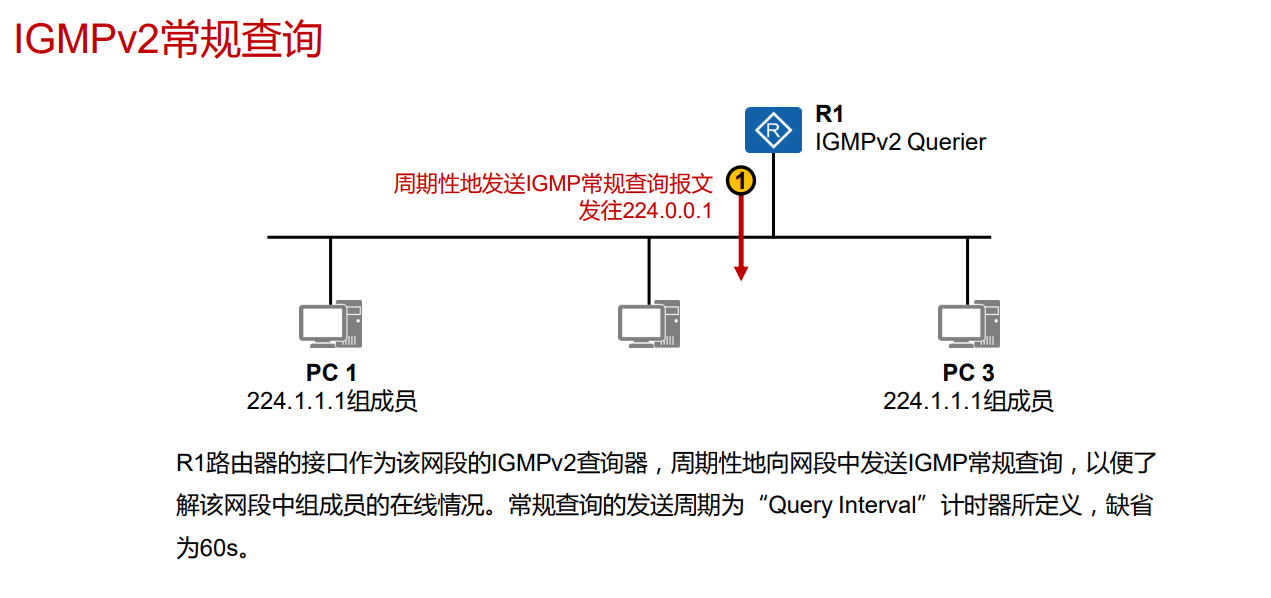 IGMPv2常规查询
R1
IGMPv2 Querier
R
周期性地发送IGMP常规查询报文
发往224.0.0.1
1
PC 1
224.1.1.1组成员
PC 3
224.1.1.1组成员
R1路由器的接口作为该网段的IGMPv2查询器，周期性地向网段中发送IGMP常规查询，以便了
解该网段中组成员的在线情况。常规查询的发送周期为“Query Interval”计时器所定义，缺省
为60s。